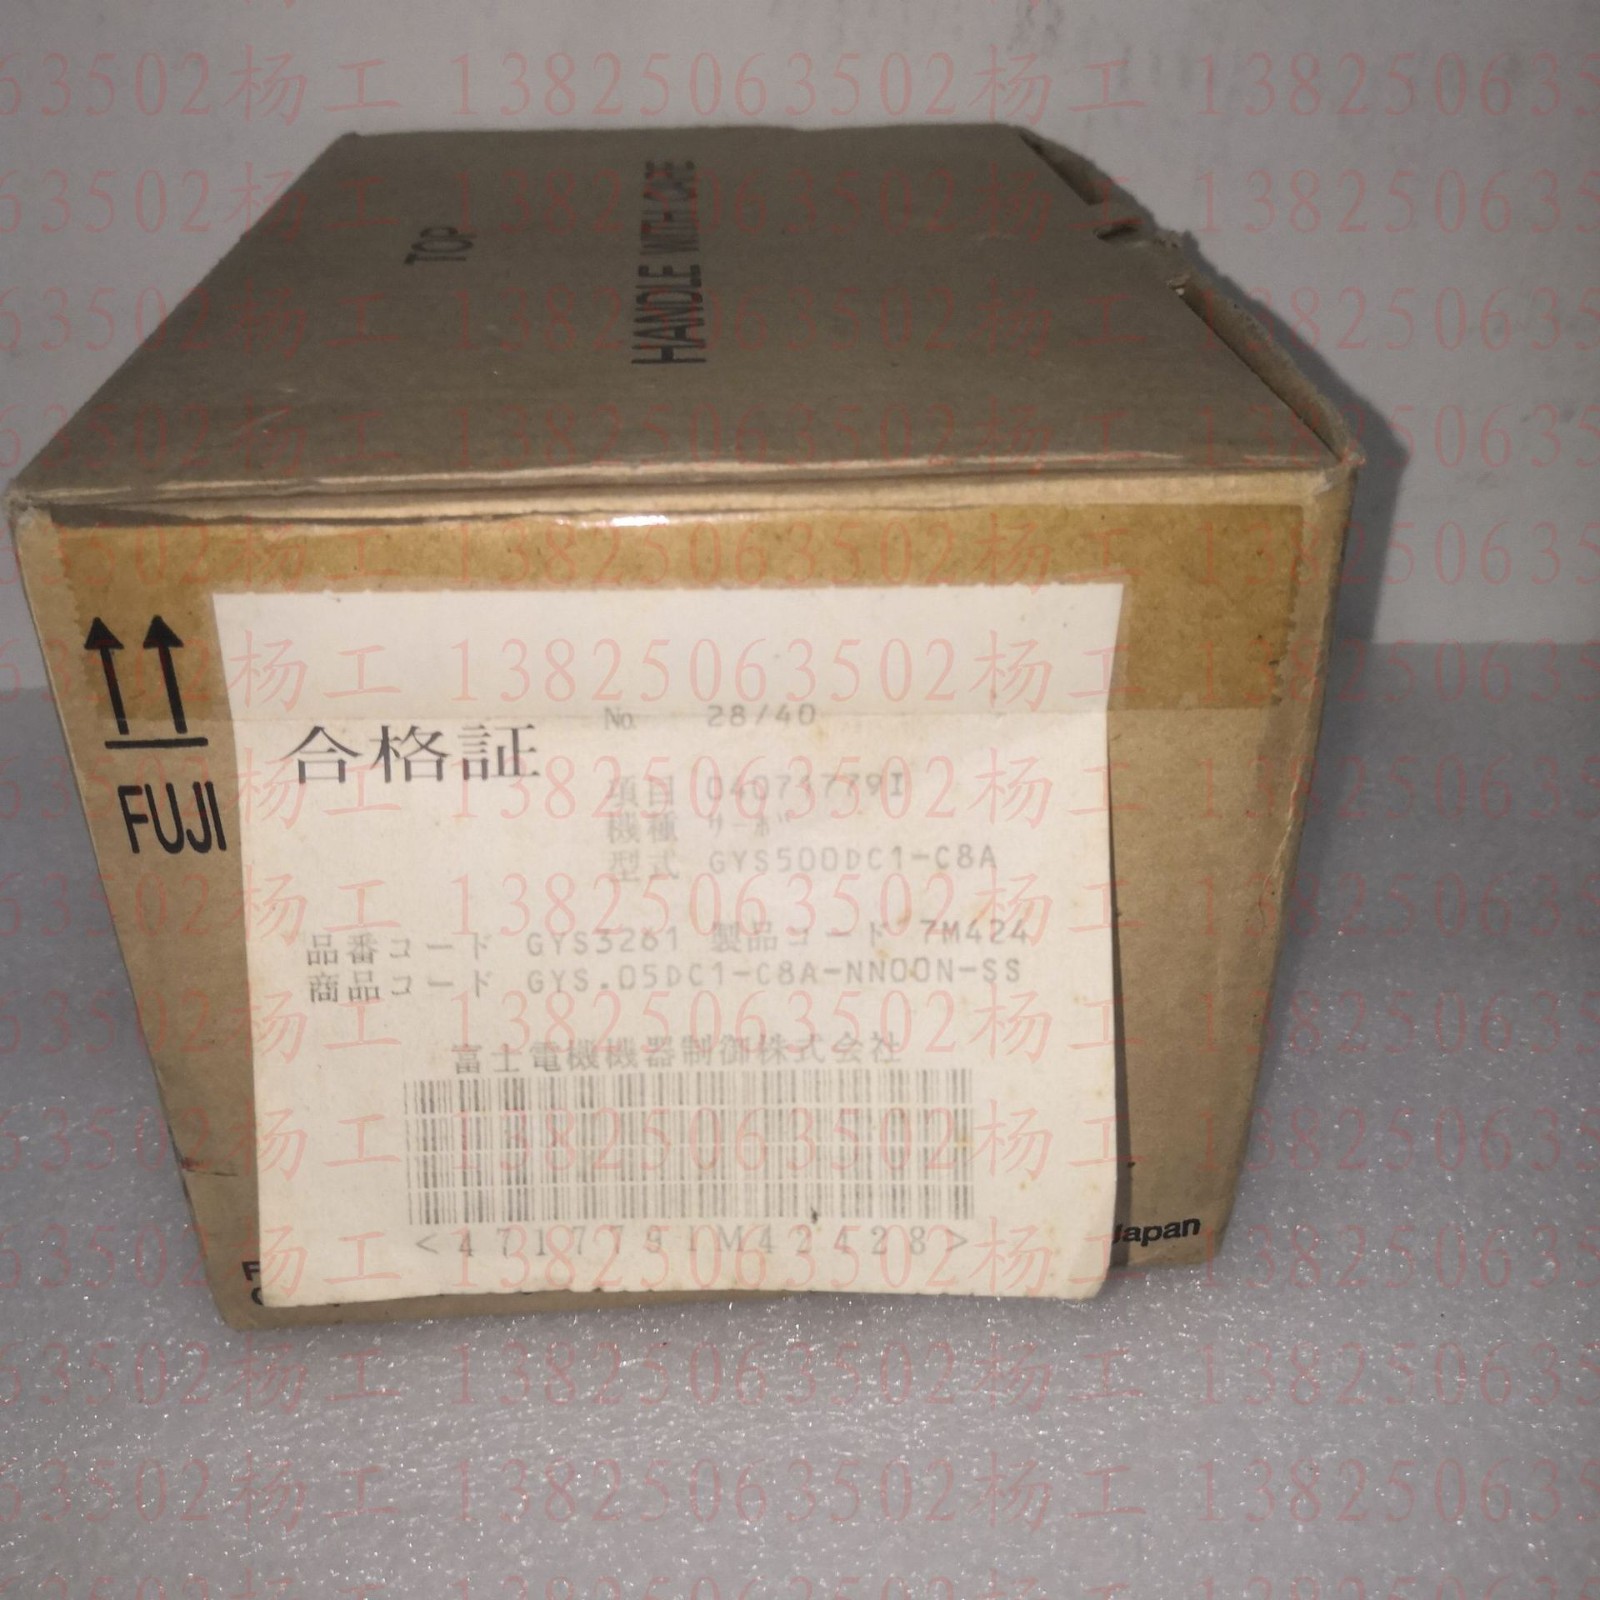 TOP
HANDLE WITH CARE
FUJI
合格証
No. 28/40
項目 04071779I
機種 サーボ
型式 GYS500DC1-C8A
品番コード GYS3261 製品コード 7M424
商品コード GYS.05DC1-C8A-NN00N-SS
富士電機機器制御株式会社
<471779IM42428>
Japan
13825063502杨工